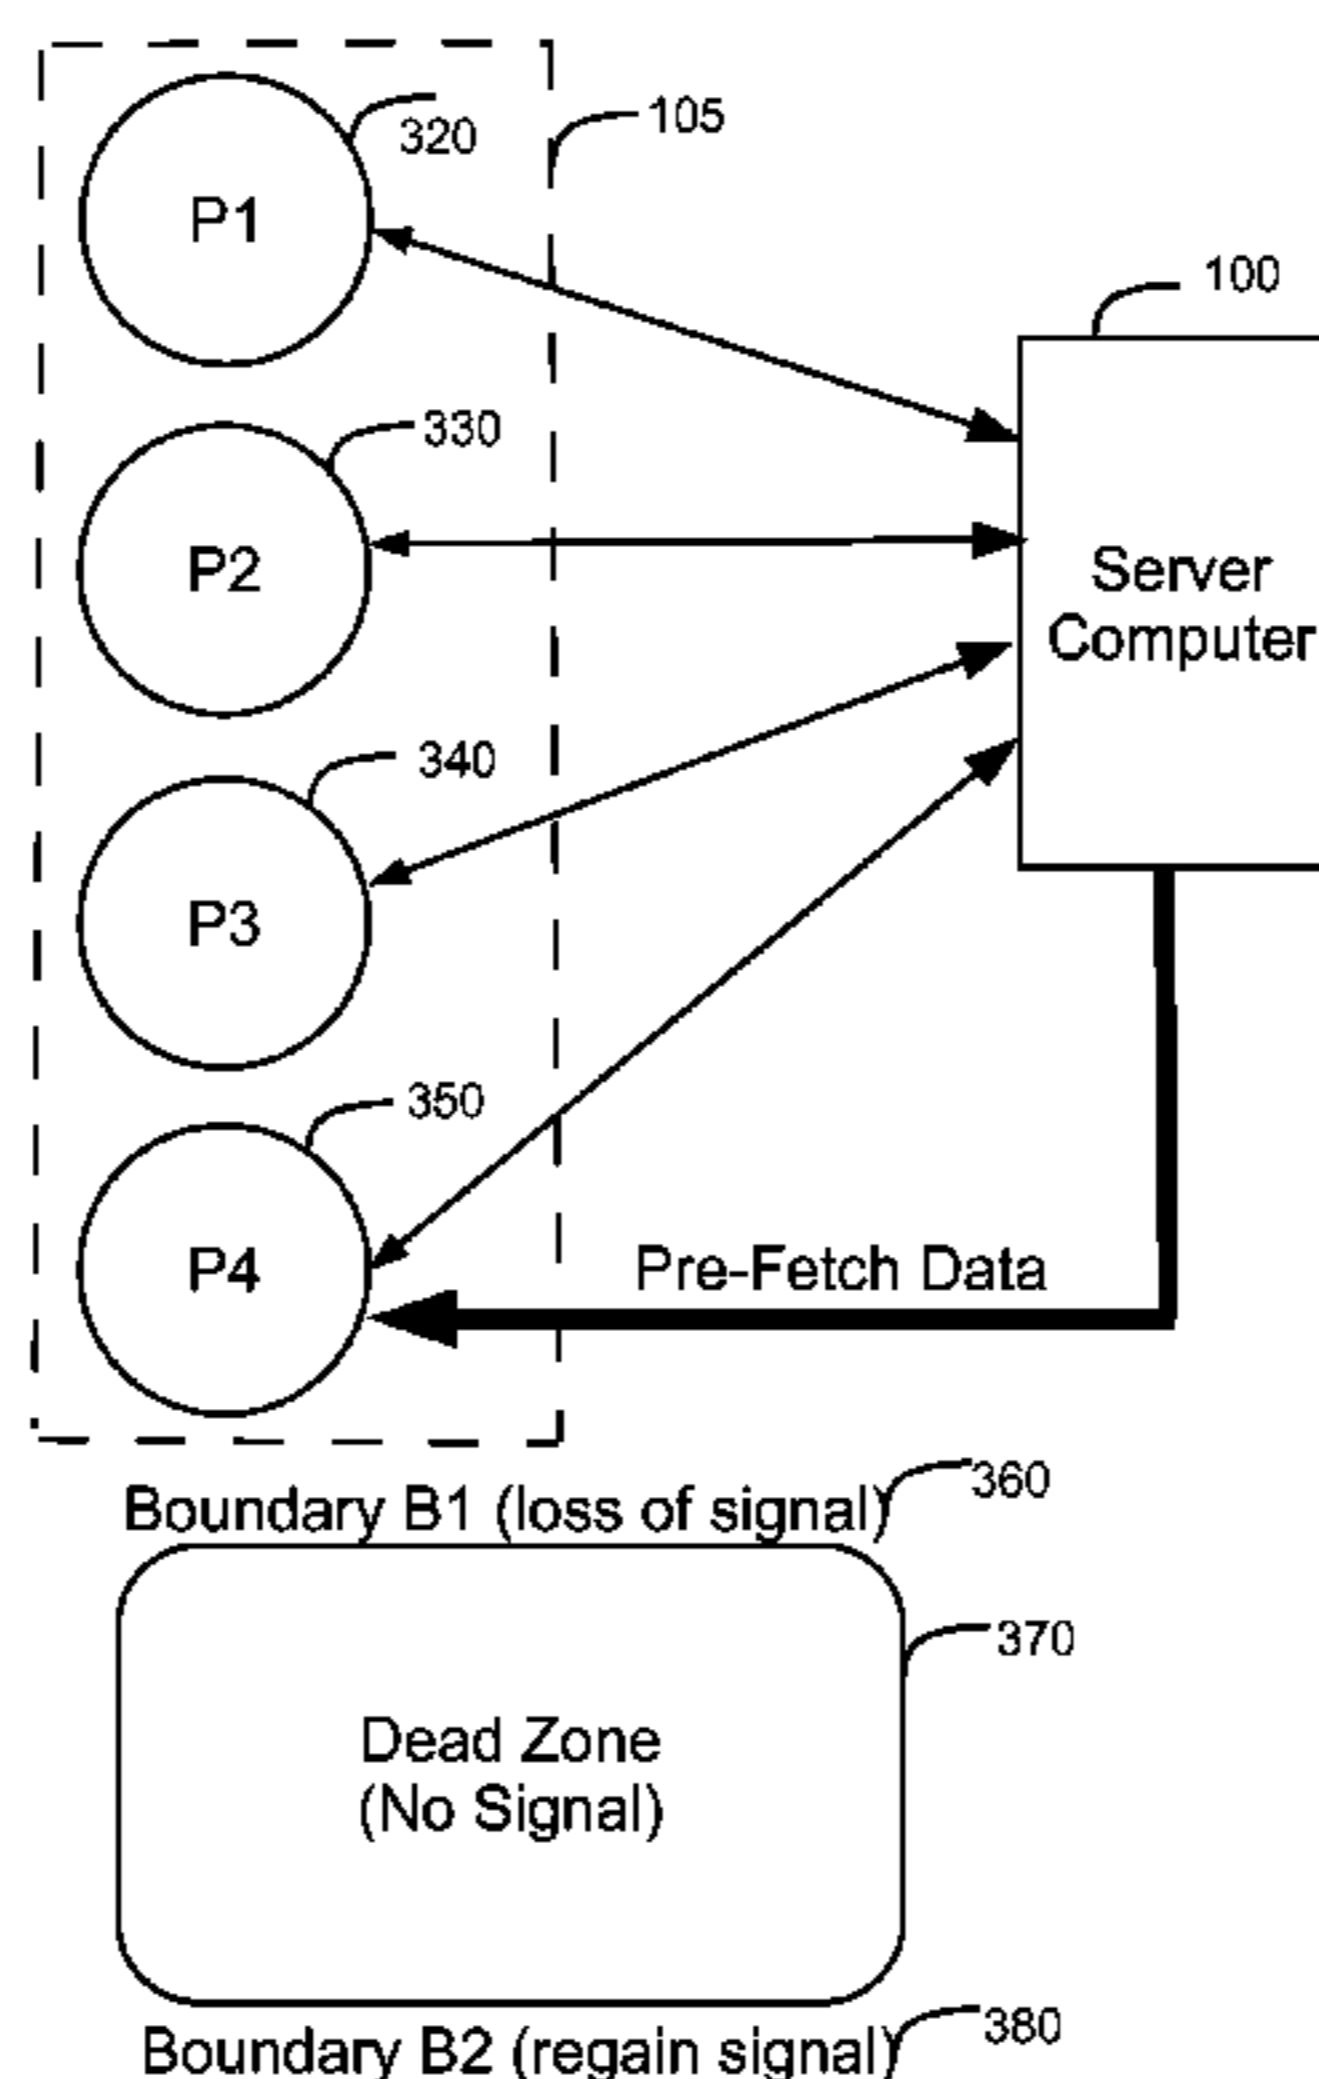 320
105
P1
100
330
P2
Server
Computer
340
P3
350
P4
Pre-Fetch Data
360
Boundary B1 (loss of signal)
370
Dead Zone
(No Signal)
380
Boundary B2 (regain signal)